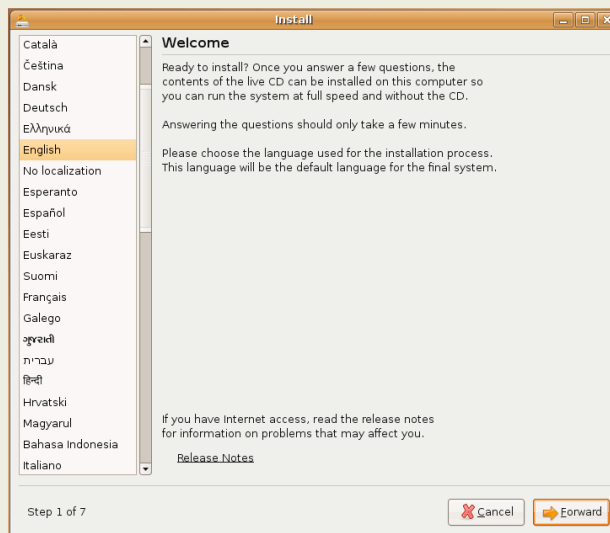 Install
Català
Čeština
Dansk
Deutsch
Ελληνικά
English
No localization
Esperanto
Español
Eesti
Euskaraz
Suomi
Français
Galego
ગુજરાતી
עברית
हिन्दी
Hrvatski
Magyarul
Bahasa Indonesia
Italiano
Welcome
Ready to install? Once you answer a few questions, the
contents of the live CD can be installed on this computer so
you can run the system at full speed and without the CD.
Answering the questions should only take a few minutes.
Please choose the language used for the installation process.
This language will be the default language for the final system.
If you have Internet access, read the release notes
for information on problems that may affect you.
Release Notes
Step 1 of 7
Cancel
Forward